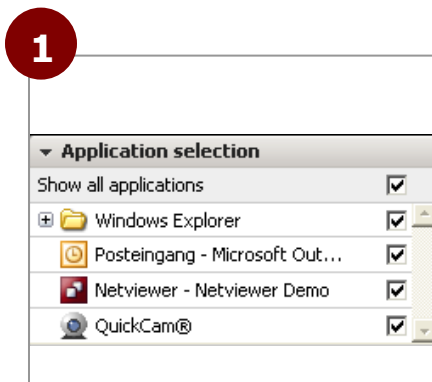 1
Application selection
Show all applications
Windows Explorer
Posteingang - Microsoft Out...
Netviewer - Netviewer Demo
QuickCam®